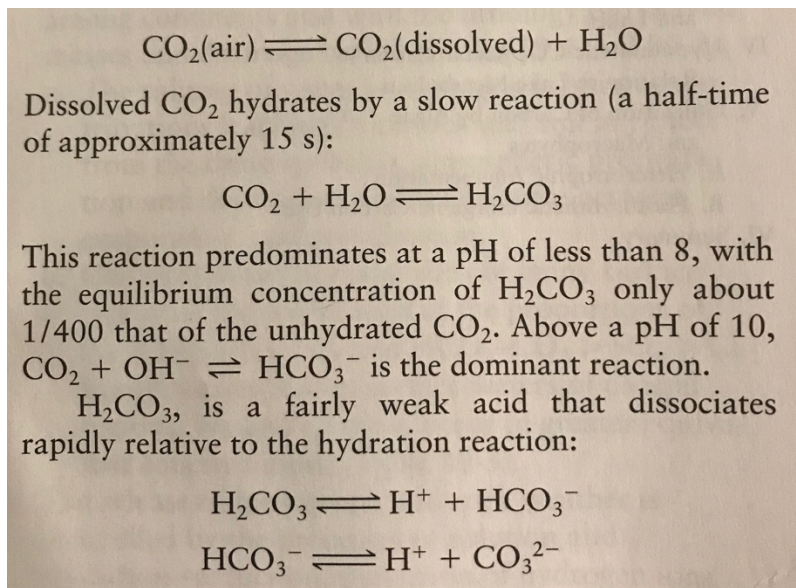 CO₂(air) ⇌ CO₂(dissolved) + H₂O
Dissolved CO₂ hydrates by a slow reaction (a half-time
of approximately 15 s):
CO₂ + H₂O ⇌ H₂CO₃
This reaction predominates at a pH of less than 8, with
the equilibrium concentration of H₂CO₃ only about
1/400 that of the unhydrated CO₂. Above a pH of 10,
CO₂ + OH⁻ ⇌ HCO₃⁻ is the dominant reaction.
H₂CO₃, is a fairly weak acid that dissociates
rapidly relative to the hydration reaction:
H₂CO₃ ⇌ H⁺ + HCO₃⁻
HCO₃⁻ ⇌ H⁺ + CO₃²⁻